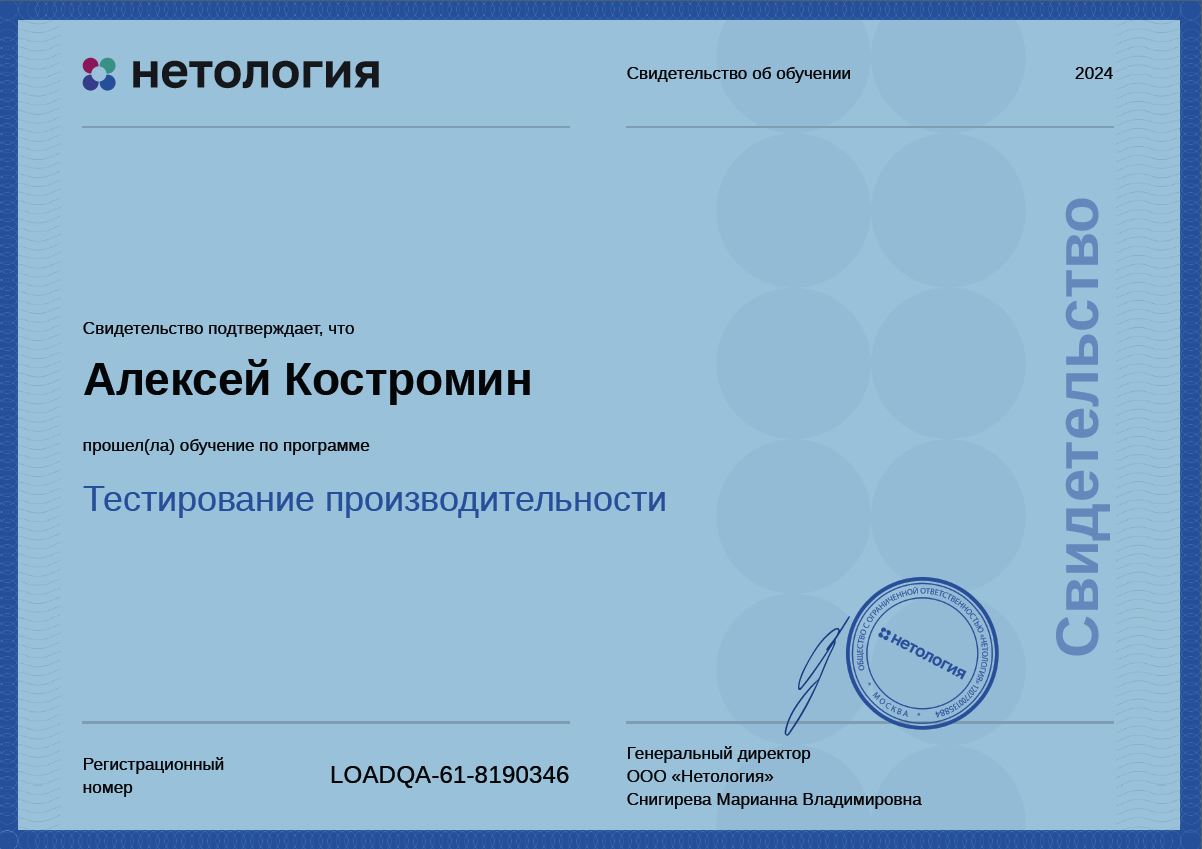 нетология
Свидетельство об обучении
2024
Свидетельство
Свидетельство подтверждает, что
Алексей Костромин
прошел(ла) обучение по программе
Тестирование производительности
ОБЩЕСТВО С ОГРАНИЧЕННОЙ ОТВЕТСТВЕННОСТЬЮ «НЕТОЛОГИЯ» 1207700135884
* МОСКВА *
нетология
Регистрационный
номер
LOADQA-61-8190346
Генеральный директор
ООО «Нетология»
Снигирева Марианна Владимировна